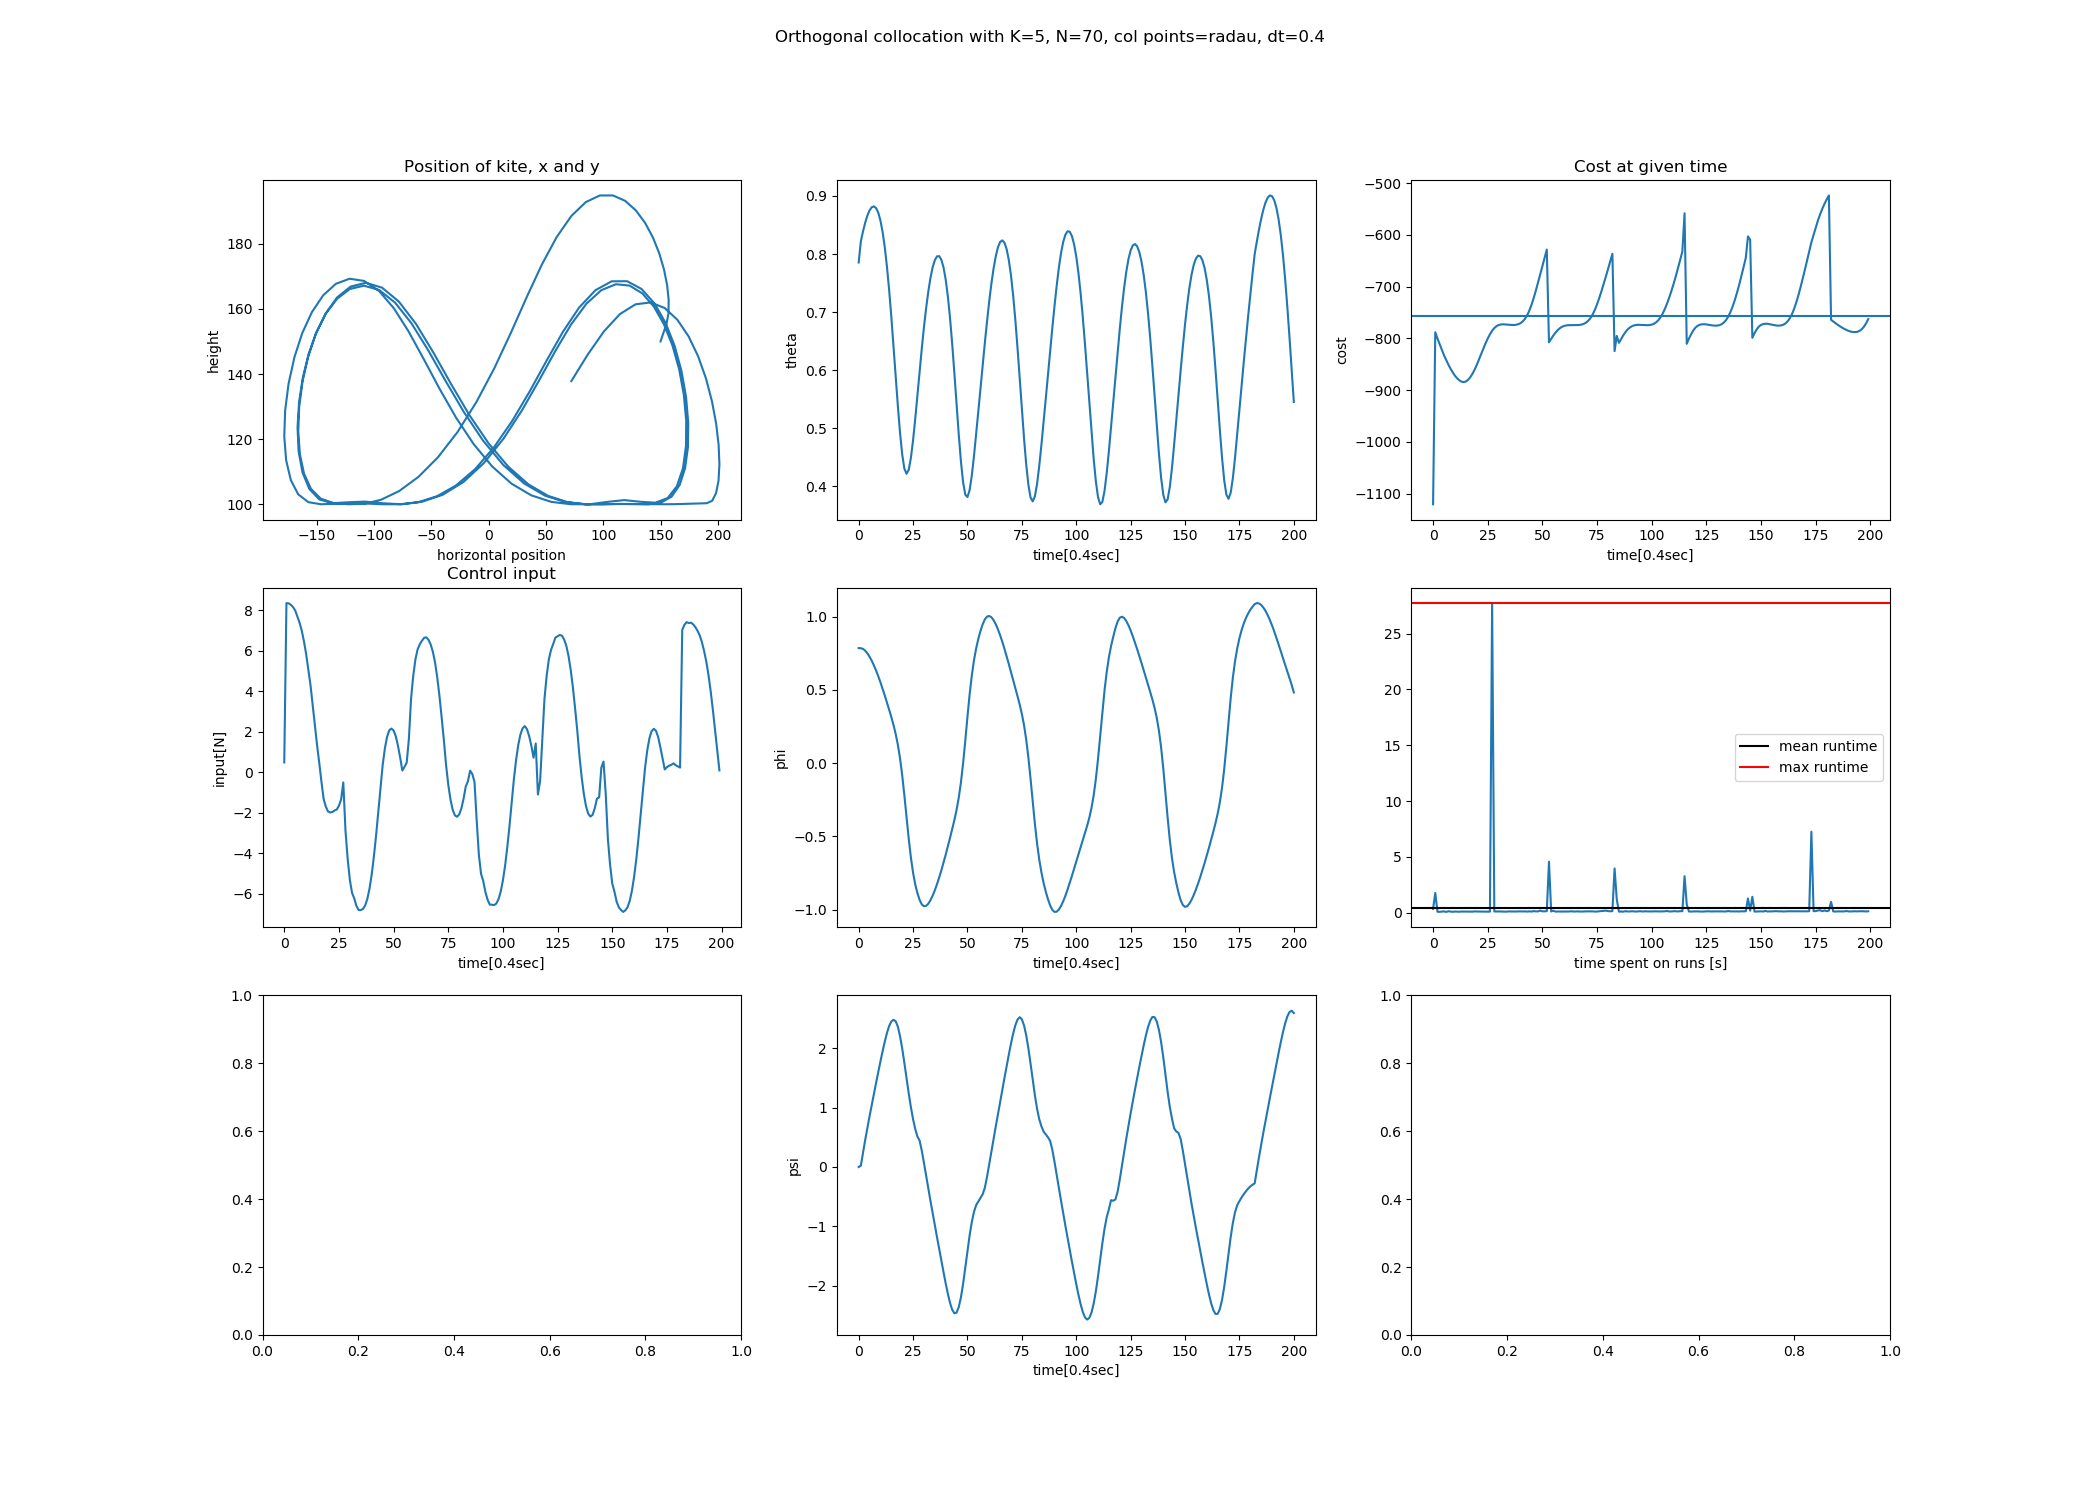 Orthogonal collocation with K=5, N=70, col points=radau, dt=0.4
Position of kite, x and y
height
180
160
140
120
100
−150 −100 −50 0 50 100 150 200
horizontal position
theta
0.9
0.8
0.7
0.6
0.5
0.4
0 25 50 75 100 125 150 175 200
time[0.4sec]
Cost at given time
cost
−500
−600
−700
−800
−900
−1000
−1100
0 25 50 75 100 125 150 175 200
time[0.4sec]
Control input
input[N]
8
6
4
2
0
−2
−4
−6
0 25 50 75 100 125 150 175 200
time[0.4sec]
phi
1.0
0.5
0.0
−0.5
−1.0
0 25 50 75 100 125 150 175 200
time[0.4sec]
25
20
15
10
5
0
mean runtime
max runtime
0 25 50 75 100 125 150 175 200
time spent on runs [s]
1.0
0.8
0.6
0.4
0.2
0.0
0.0 0.2 0.4 0.6 0.8 1.0
psi
2
1
0
−1
−2
0 25 50 75 100 125 150 175 200
time[0.4sec]
1.0
0.8
0.6
0.4
0.2
0.0
0.0 0.2 0.4 0.6 0.8 1.0